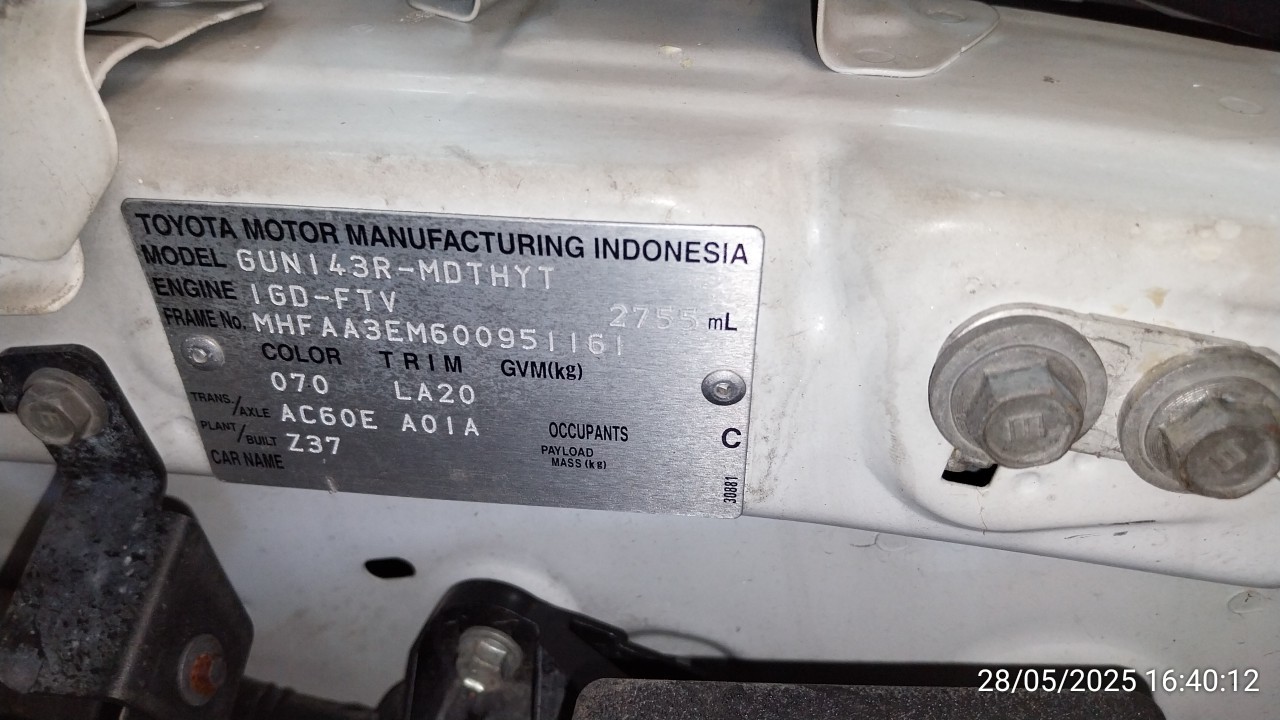 TOYOTA MOTOR MANUFACTURING INDONESIA
MODEL GUN143R-MDTHYT
ENGINE 1GD-FTV 2755 mL
FRAME No. MHFAA3EM600951161
COLOR TRIM GVM(kg)
070 LA20
TRANS./AXLE AC60E A01A
OCCUPANTS C
PLANT/BUILT Z37
PAYLOAD MASS (kg)
CAR NAME
30881
28/05/2025 16:40:12